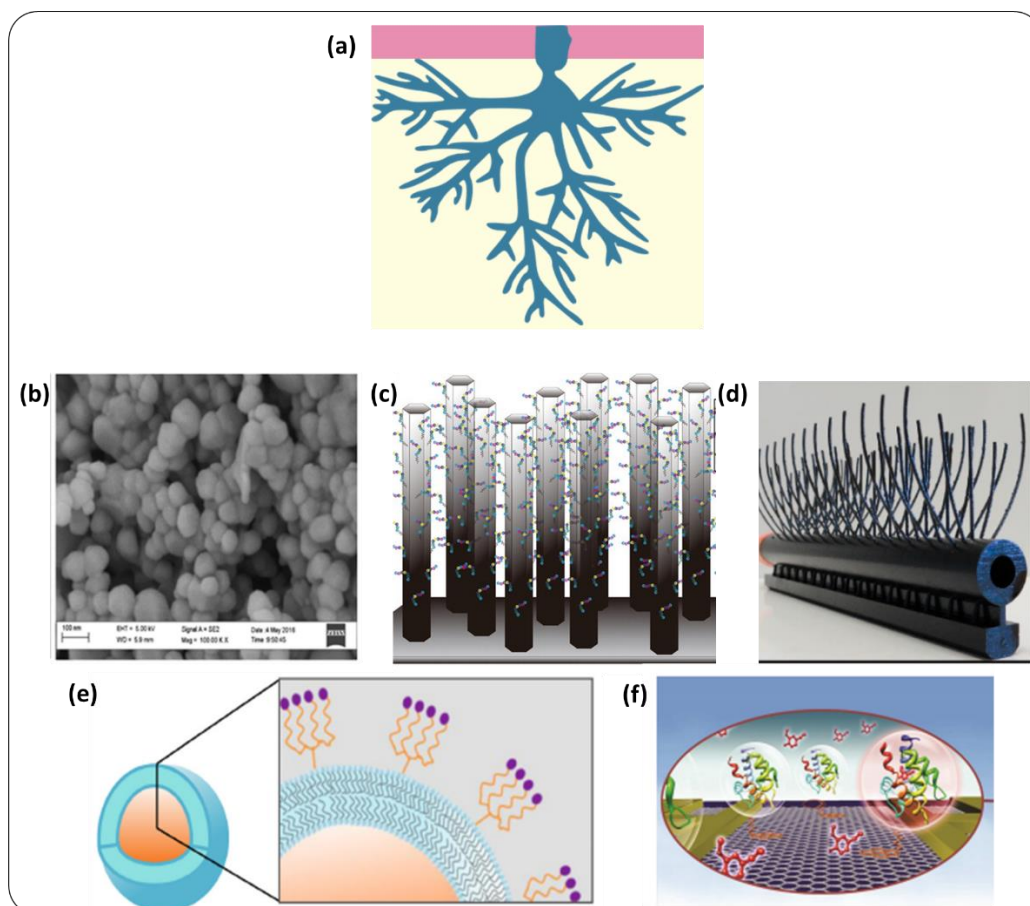 (a)
(b)
(c)
(d)
100 nm
EHT = 5.00 kV
WD = 5.9 mm
Signal A = SE2
Mag = 100.00 K X
Date :4 May 2016
Time :9:50:45
ZEISS
(e)
(f)